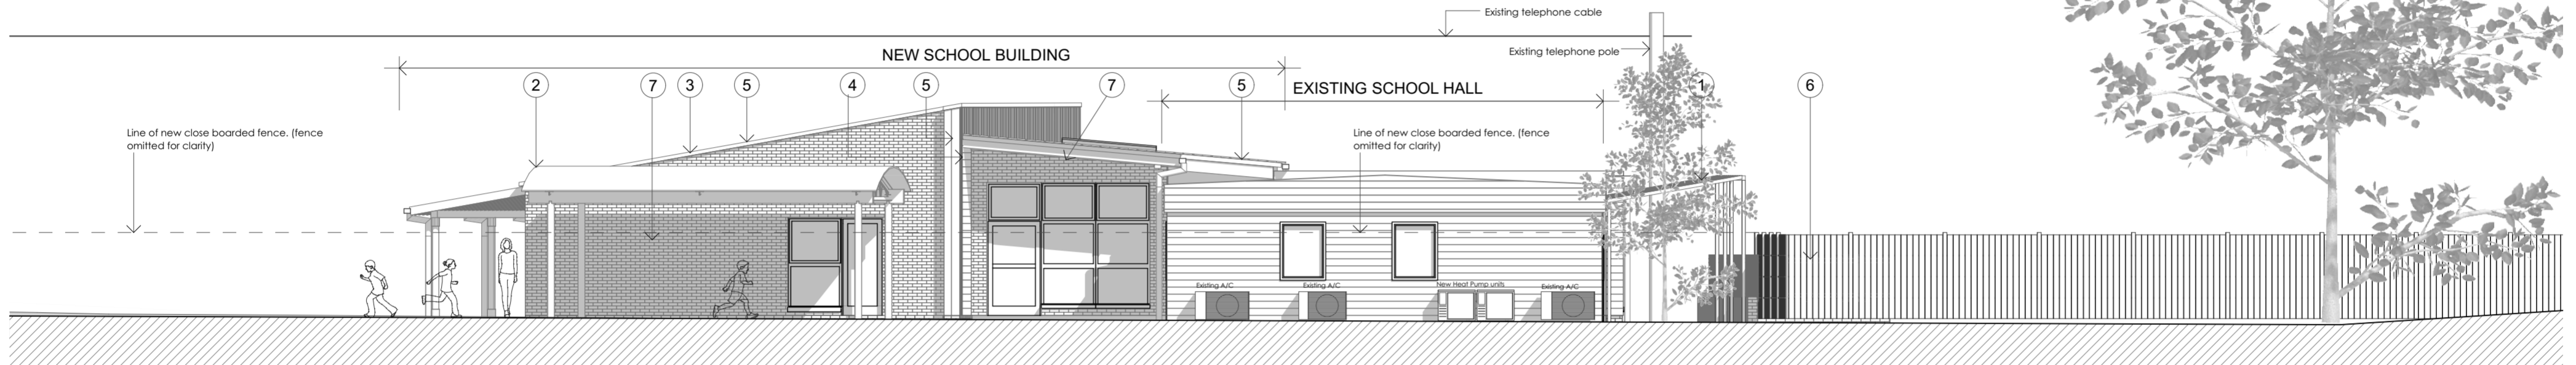 Existing telephone cable
Existing telephone pole
NEW SCHOOL BUILDING
2
7
3
5
4
5
7
5
EXISTING SCHOOL HALL
1
6
Line of new close boarded fence. (fence
omitted for clarity)
Line of new close boarded fence. (fence
omitted for clarity)
Existing A/C
Existing A/C
New Heat Pump units
Existing A/C